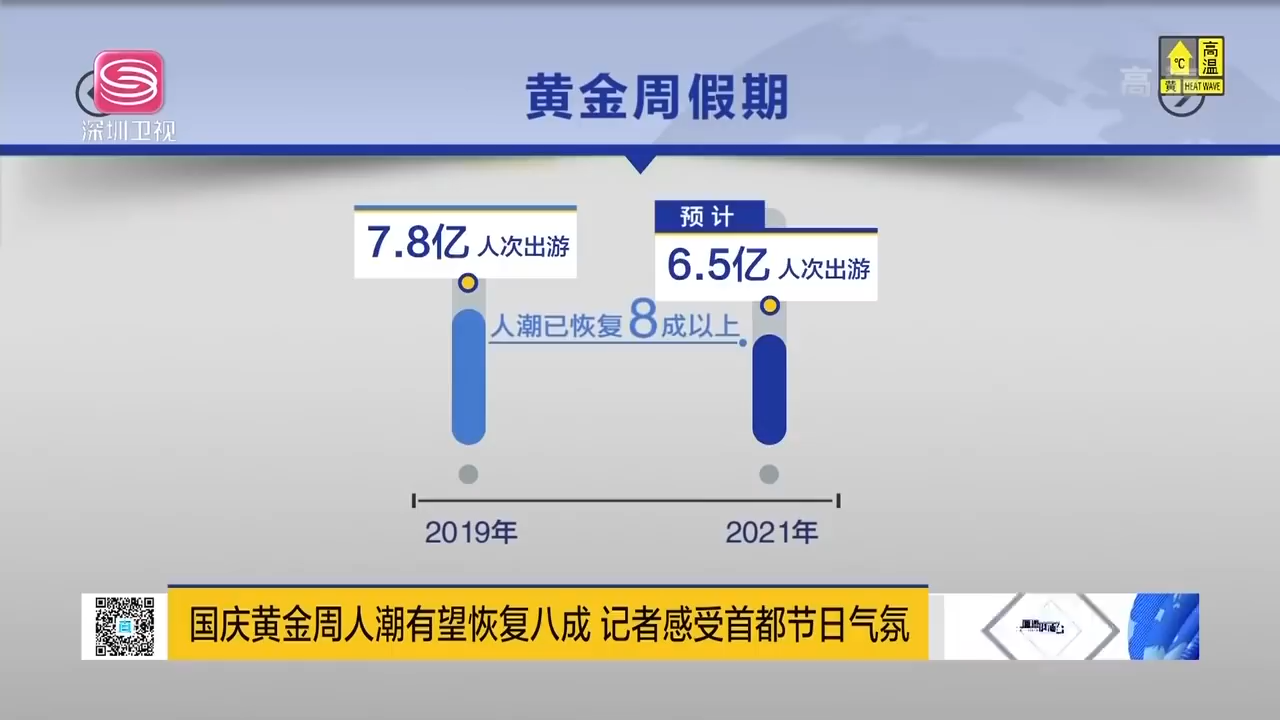 黄金周假期
深圳卫视
高
℃
高温
黄
HEAT WAVE
7.8亿 人次出游
预计
6.5亿 人次出游
人潮已恢复8成以上
2019年
2021年
国庆黄金周人潮有望恢复八成 记者感受首都节日气氛